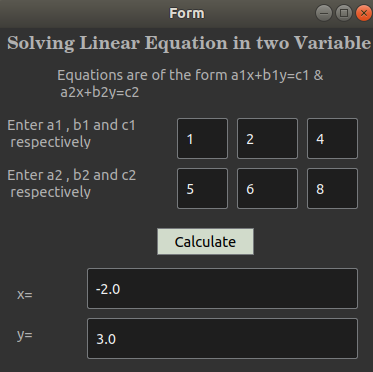 Form
Solving Linear Equation in two Variable
Equations are of the form a1x+b1y=c1 &
a2x+b2y=c2
Enter a1 , b1 and c1
respectively
1 2 4
Enter a2 , b2 and c2
respectively
5 6 8
Calculate
x= -2.0
y= 3.0